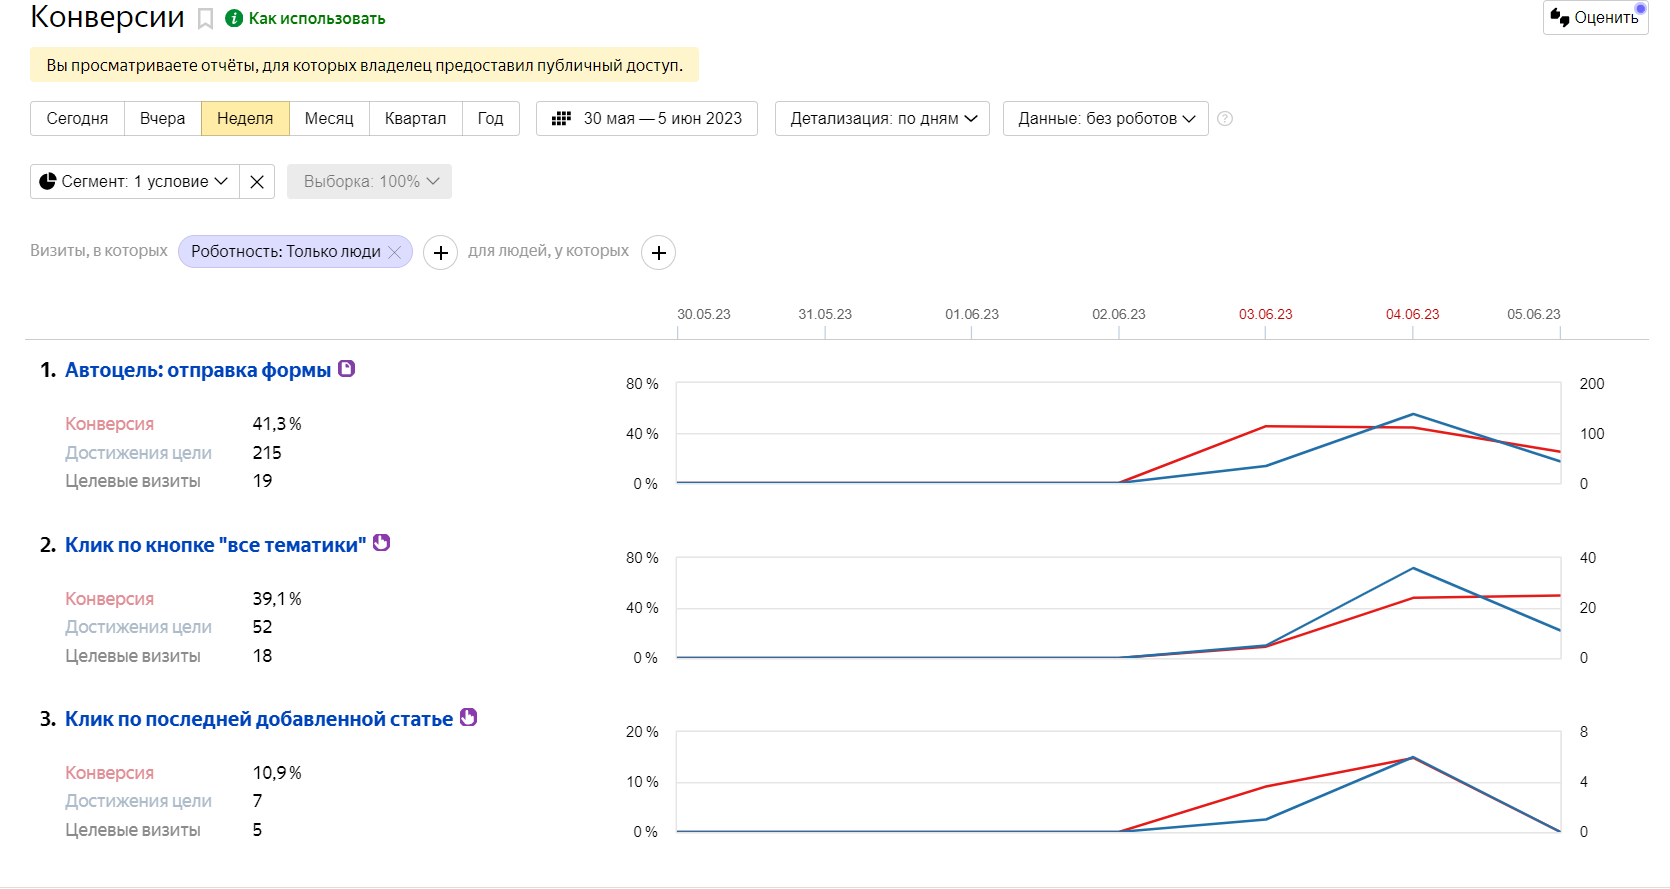 Конверсии
Как использовать
Оценить
Вы просматриваете отчёты, для которых владелец предоставил публичный доступ.
Сегодня Вчера Неделя Месяц Квартал Год 30 мая — 5 июн 2023 Детализация: по дням Данные: без роботов ?
Сегмент: 1 условие Выборка: 100%
Визиты, в которых Роботность: Только люди + для людей, у которых +
30.05.23 31.05.23 01.06.23 02.06.23 03.06.23 04.06.23 05.06.23
1. Автоцель: отправка формы
80 % 200
Конверсия 41,3 %
40 % 100
Достижения цели 215
Целевые визиты 19
0 % 0
2. Клик по кнопке "все тематики"
80 % 40
Конверсия 39,1 %
40 % 20
Достижения цели 52
Целевые визиты 18
0 % 0
3. Клик по последней добавленной статье
20 % 8
Конверсия 10,9 %
10 % 4
Достижения цели 7
Целевые визиты 5
0 % 0